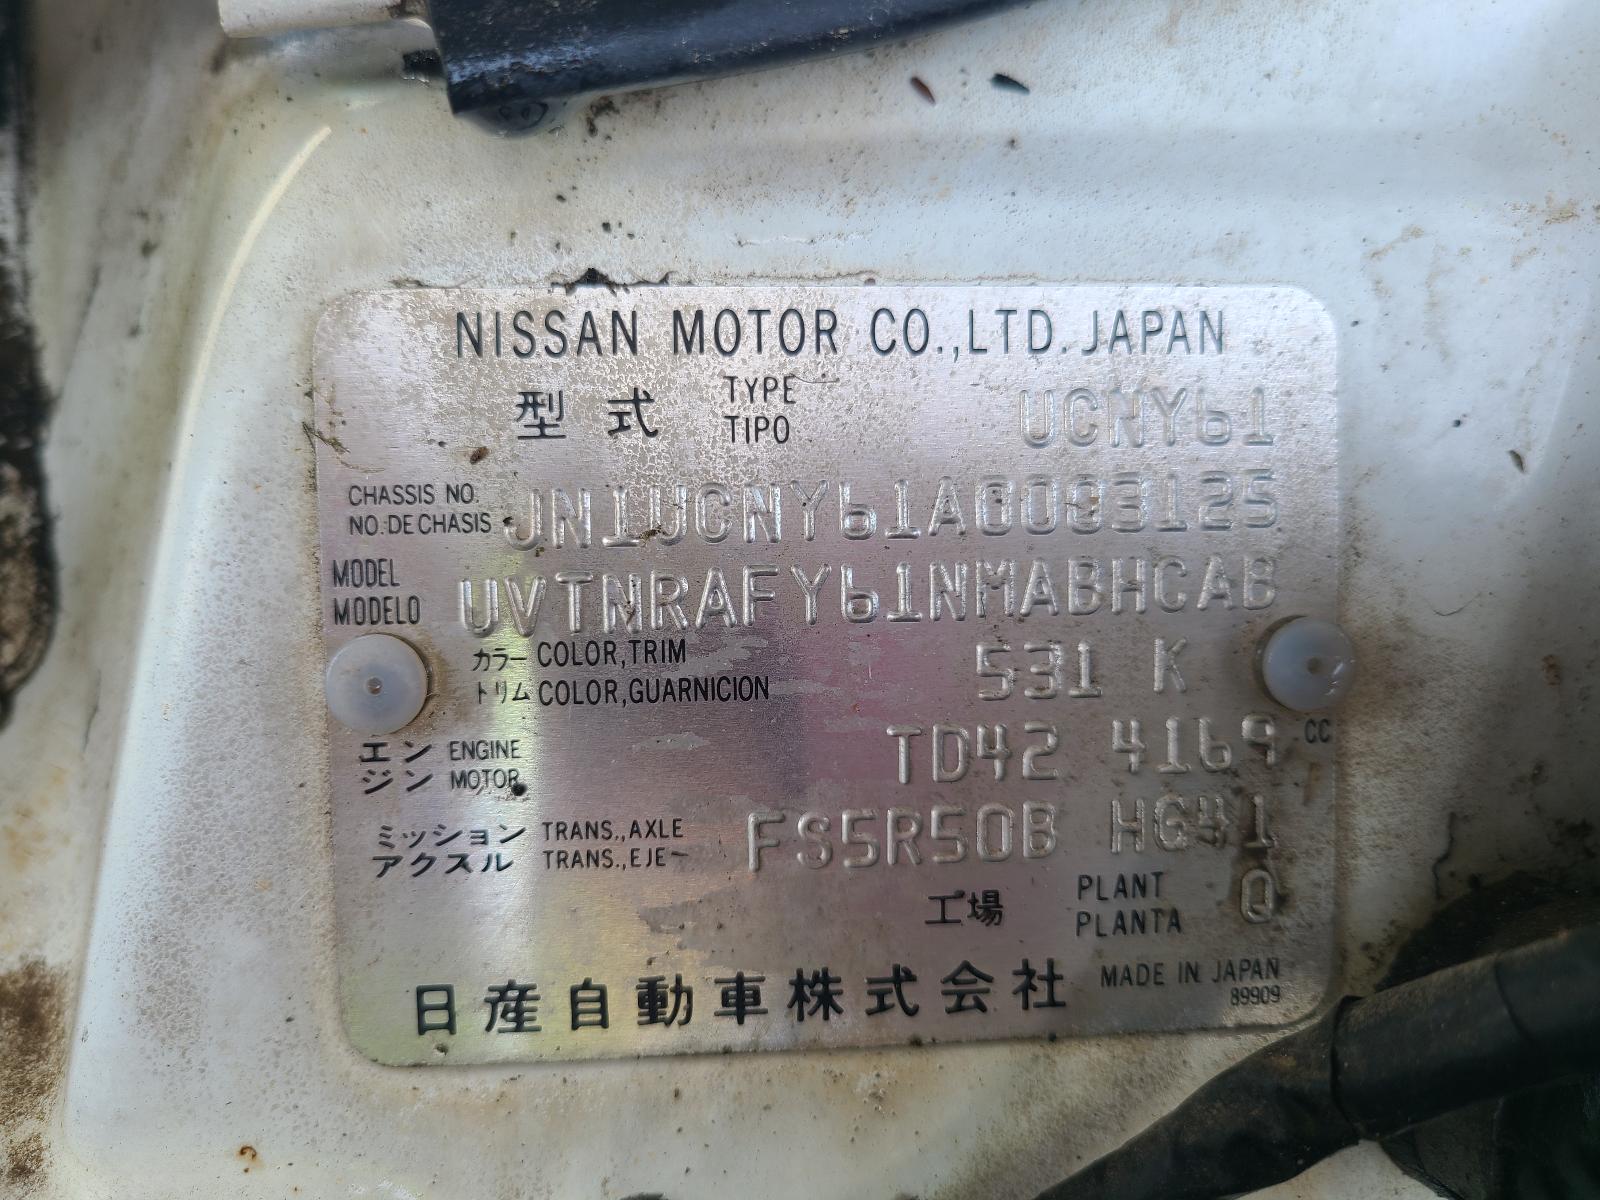 NISSAN MOTOR CO.,LTD. JAPAN
型式 TYPE TIPO UCNY61
CHASSIS NO. NO. DE CHASIS JN1UCNY61A0093125
MODEL MODELO UVTNRAFY61NMABHCAB
カラー COLOR,TRIM 531 K
トリム COLOR,GUARNICION
エンジン ENGINE MOTOR TD42 4169 CC
ミッション TRANS.,AXLE FS5R50B HG41
アクスル TRANS.,EJE
工場 PLANT PLANTA 0
日産自動車株式会社 MADE IN JAPAN
89909